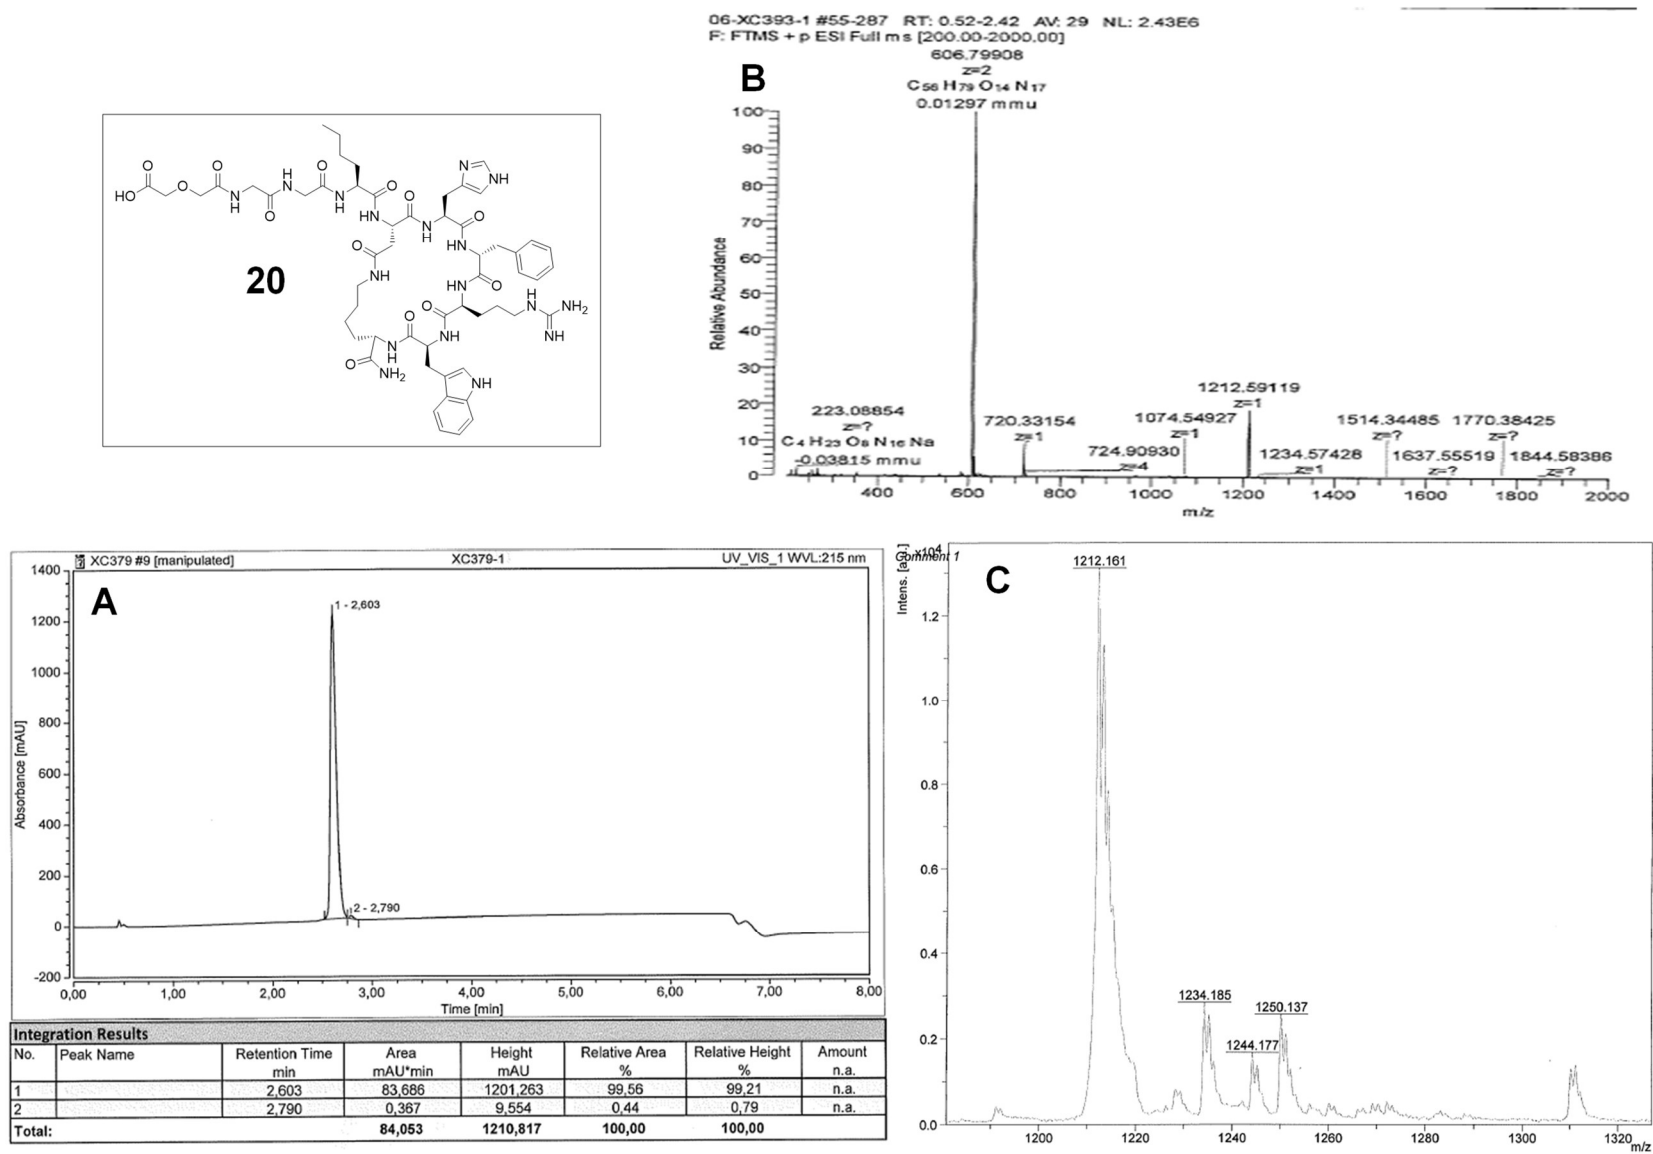 06-XC393-1 #55-287 RT: 0.52-2.42 AV: 29 NL: 2.43E6
F: FTMS + p ESI Full ms [200.00-2000.00]
606.79908
z=2
C56 H79 O14 N17
0.01297 mmu
B
100
90
80
70
60
50
40
30
20
10
0
Relative Abundance
223.08854
z=?
C4 H23 O8 N16 Na
-0.03815 mmu
720.33154
z=1
724.90930
z=4
1074.54927
z=1
1212.59119
z=1
1234.57428
z=1
1514.34485
z=?
1637.55519
z=?
1770.38425
z=?
1844.58386
z=?
400 600 800 1000 1200 1400 1600 1800 2000
m/z
O
HO
O
O
N
H
O
H
N
O
N
H
O
HN
O
N
H
N
NH
O
HN
O
NH
O
HN
O
H
N
NH2
NH
O
NH
O
N
H
O
NH2
NH
20
XC379 #9 [manipulated]
XC379-1
UV_VIS_1 WVL:215 nm
A
1400
1200
1000
800
600
400
200
0
-200
Absorbance [mAU]
1 - 2,603
2 - 2,790
0,00 1,00 2,00 3,00 4,00 5,00 6,00 7,00 8,00
Time [min]
Integration Results
No. Peak Name Retention Time Area Height Relative Area Relative Height Amount
min mAU*min mAU % % n.a.
1 2,603 83,686 1201,263 99,56 99,21 n.a.
2 2,790 0,367 9,554 0,44 0,79 n.a.
Total: 84,053 1210,817 100,00 100,00
Comment 1
x10^4
Intens. [a.u.]
C
1212.161
1234.185
1244.177
1250.137
1.2
1.0
0.8
0.6
0.4
0.2
0.0
1200 1220 1240 1260 1280 1300 1320
m/z